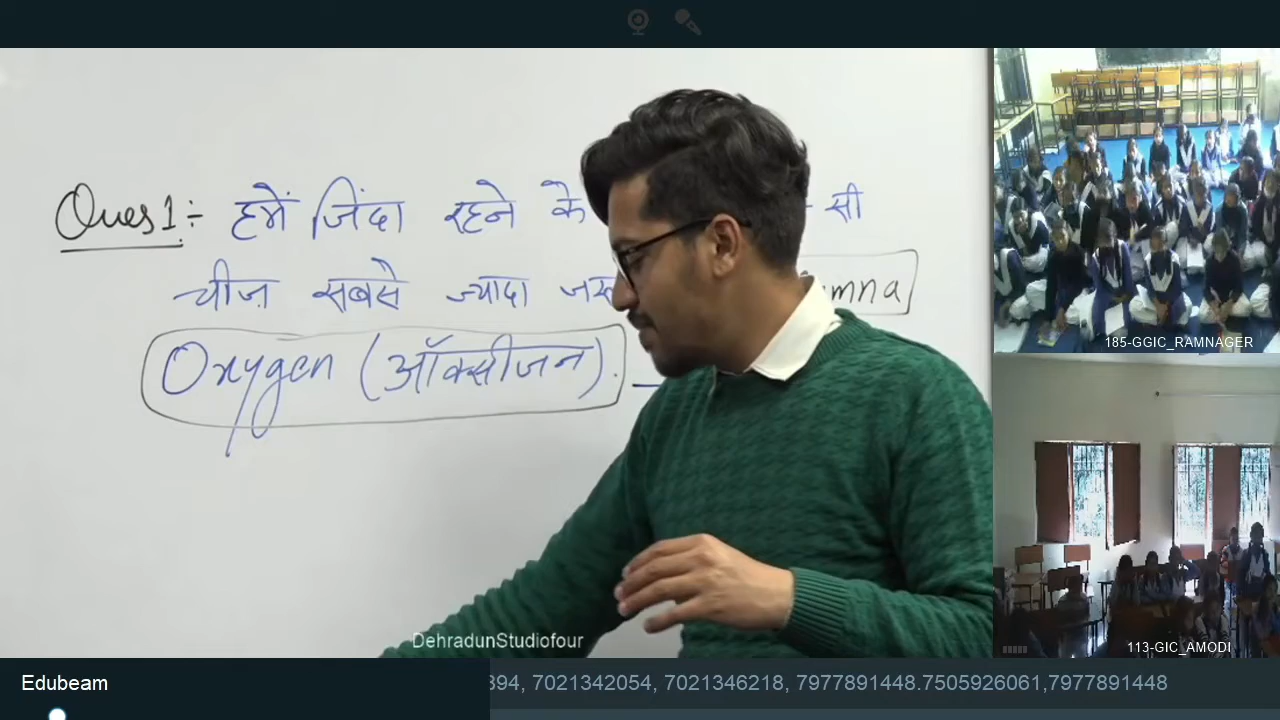 Ques 1:- हमें जिंदा रहने के सी
चीज़ सबसे ज्यादा mna
Oxygen (ऑक्सीजन).
185-GGIC_RAMNAGER
113-GIC_AMODI
DehradunStudiofour
Edubeam
394, 7021342054, 7021346218, 7977891448.7505926061,7977891448